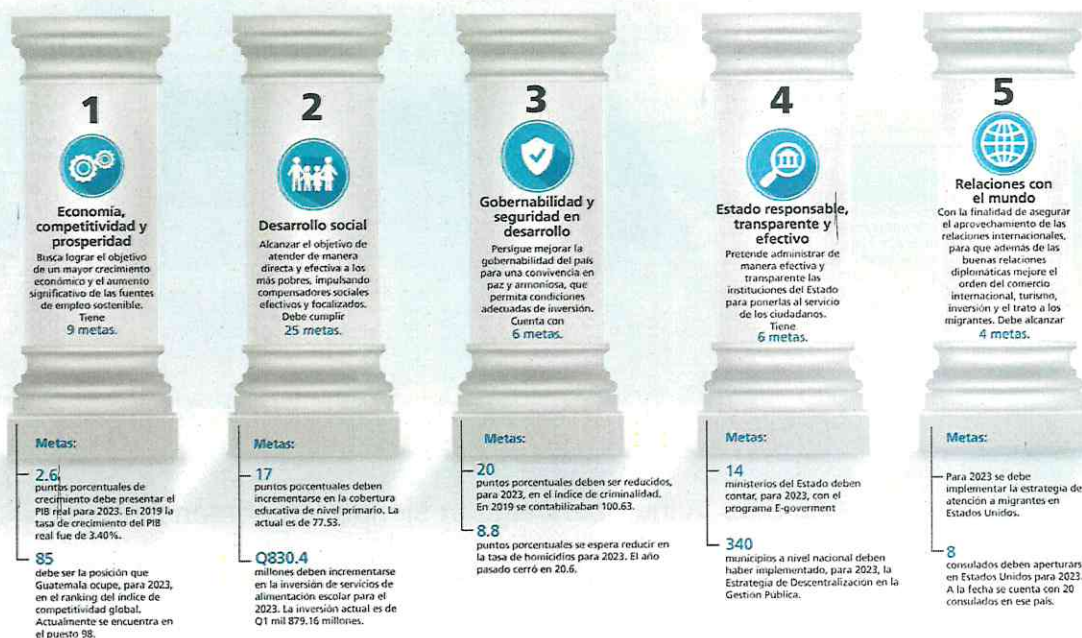 1
Economía,
competitividad y
prosperidad
Busca lograr el objetivo
de un mayor crecimiento
económico y el aumento
significativo de las fuentes
de empleo sostenible.
Tiene
9 metas.
Metas:
2.6
puntos porcentuales de
crecimiento debe presentar el
PIB real para 2023. En 2019 la
tasa de crecimiento del PIB
real fue de 3.40%.
85
debe ser la posición que
Guatemala ocupe, para 2023,
en el ranking del índice de
competitividad global.
Actualmente se encuentra en
el puesto 98.
2
Desarrollo social
Alcanzar el objetivo de
atender de manera
directa y efectiva a los
más pobres, impulsando
compensadores sociales
efectivos y focalizados.
Debe cumplir
25 metas.
Metas:
17
puntos porcentuales deben
incrementarse en la cobertura
educativa de nivel primario. La
actual es de 77.53.
Q830.4
millones deben incrementarse
en la inversión de servicios de
alimentación escolar para el
2023. La inversión actual es de
Q1 mil 879.16 millones.
3
Gobernabilidad y
seguridad en
desarrollo
Persigue mejorar la
gobernabilidad del país
para una convivencia en
paz y armoniosa, que
permita condiciones
adecuadas de inversión.
Cuenta con
6 metas.
Metas:
20
puntos porcentuales deben ser reducidos,
para 2023, en el índice de criminalidad.
En 2019 se contabilizaban 100.63.
8.8
puntos porcentuales se espera reducir en
la tasa de homicidios para 2023. El año
pasado cerró en 20.6.
4
Estado responsable,
transparente y
efectivo
Pretende administrar de
manera efectiva y
transparente las
instituciones del Estado
para ponerlas al servicio
de los ciudadanos.
Tiene
6 metas.
Metas:
14
ministerios del Estado deben
contar, para 2023, con el
programa E-goverment
340
municipios a nivel nacional deben
haber implementado, para 2023, la
Estrategia de Descentralización en la
Gestión Pública.
5
Relaciones con
el mundo
Con la finalidad de asegurar
el aprovechamiento de las
relaciones internacionales,
para que además de las
buenas relaciones
diplomáticas mejore el
orden del comercio
internacional, turismo,
inversión y el trato a los
migrantes. Debe alcanzar
4 metas.
Metas:
Para 2023 se debe
implementar la estrategia de
atención a migrantes en
Estados Unidos.
8
consulados deben aperturars
en Estados Unidos para 2023.
A la fecha se cuenta con 20
consulados en ese país.